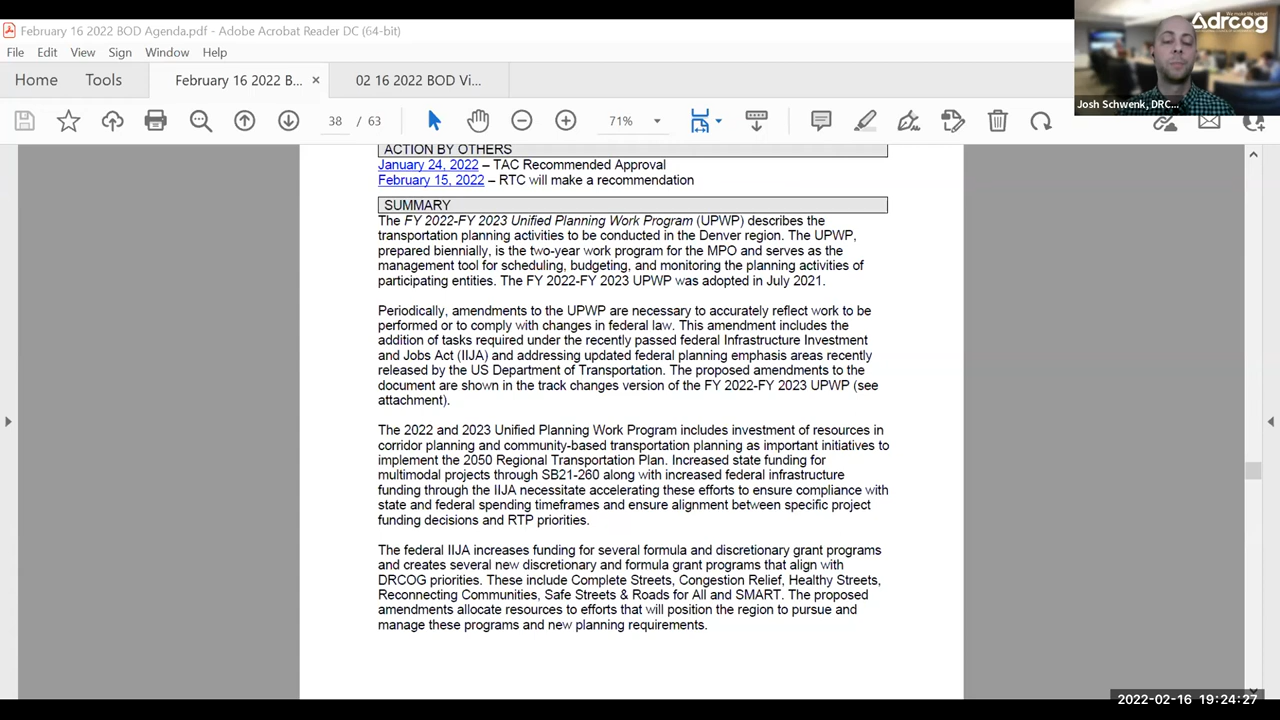 February 16 2022 BOD Agenda.pdf - Adobe Acrobat Reader DC (64-bit)
We make life better!
drcog
File Edit View Sign Window Help
Home Tools February 16 2022 B... × 02 16 2022 BOD Vi...
Josh Schwenk, DRC...
38 / 63 71%
ACTION BY OTHERS
January 24, 2022 – TAC Recommended Approval
February 15, 2022 – RTC will make a recommendation
SUMMARY
The FY 2022-FY 2023 Unified Planning Work Program (UPWP) describes the
transportation planning activities to be conducted in the Denver region. The UPWP,
prepared biennially, is the two-year work program for the MPO and serves as the
management tool for scheduling, budgeting, and monitoring the planning activities of
participating entities. The FY 2022-FY 2023 UPWP was adopted in July 2021.
Periodically, amendments to the UPWP are necessary to accurately reflect work to be
performed or to comply with changes in federal law. This amendment includes the
addition of tasks required under the recently passed federal Infrastructure Investment
and Jobs Act (IIJA) and addressing updated federal planning emphasis areas recently
released by the US Department of Transportation. The proposed amendments to the
document are shown in the track changes version of the FY 2022-FY 2023 UPWP (see
attachment).
The 2022 and 2023 Unified Planning Work Program includes investment of resources in
corridor planning and community-based transportation planning as important initiatives to
implement the 2050 Regional Transportation Plan. Increased state funding for
multimodal projects through SB21-260 along with increased federal infrastructure
funding through the IIJA necessitate accelerating these efforts to ensure compliance with
state and federal spending timeframes and ensure alignment between specific project
funding decisions and RTP priorities.
The federal IIJA increases funding for several formula and discretionary grant programs
and creates several new discretionary and formula grant programs that align with
DRCOG priorities. These include Complete Streets, Congestion Relief, Healthy Streets,
Reconnecting Communities, Safe Streets & Roads for All and SMART. The proposed
amendments allocate resources to efforts that will position the region to pursue and
manage these programs and new planning requirements.
2022-02-16 19:24:27